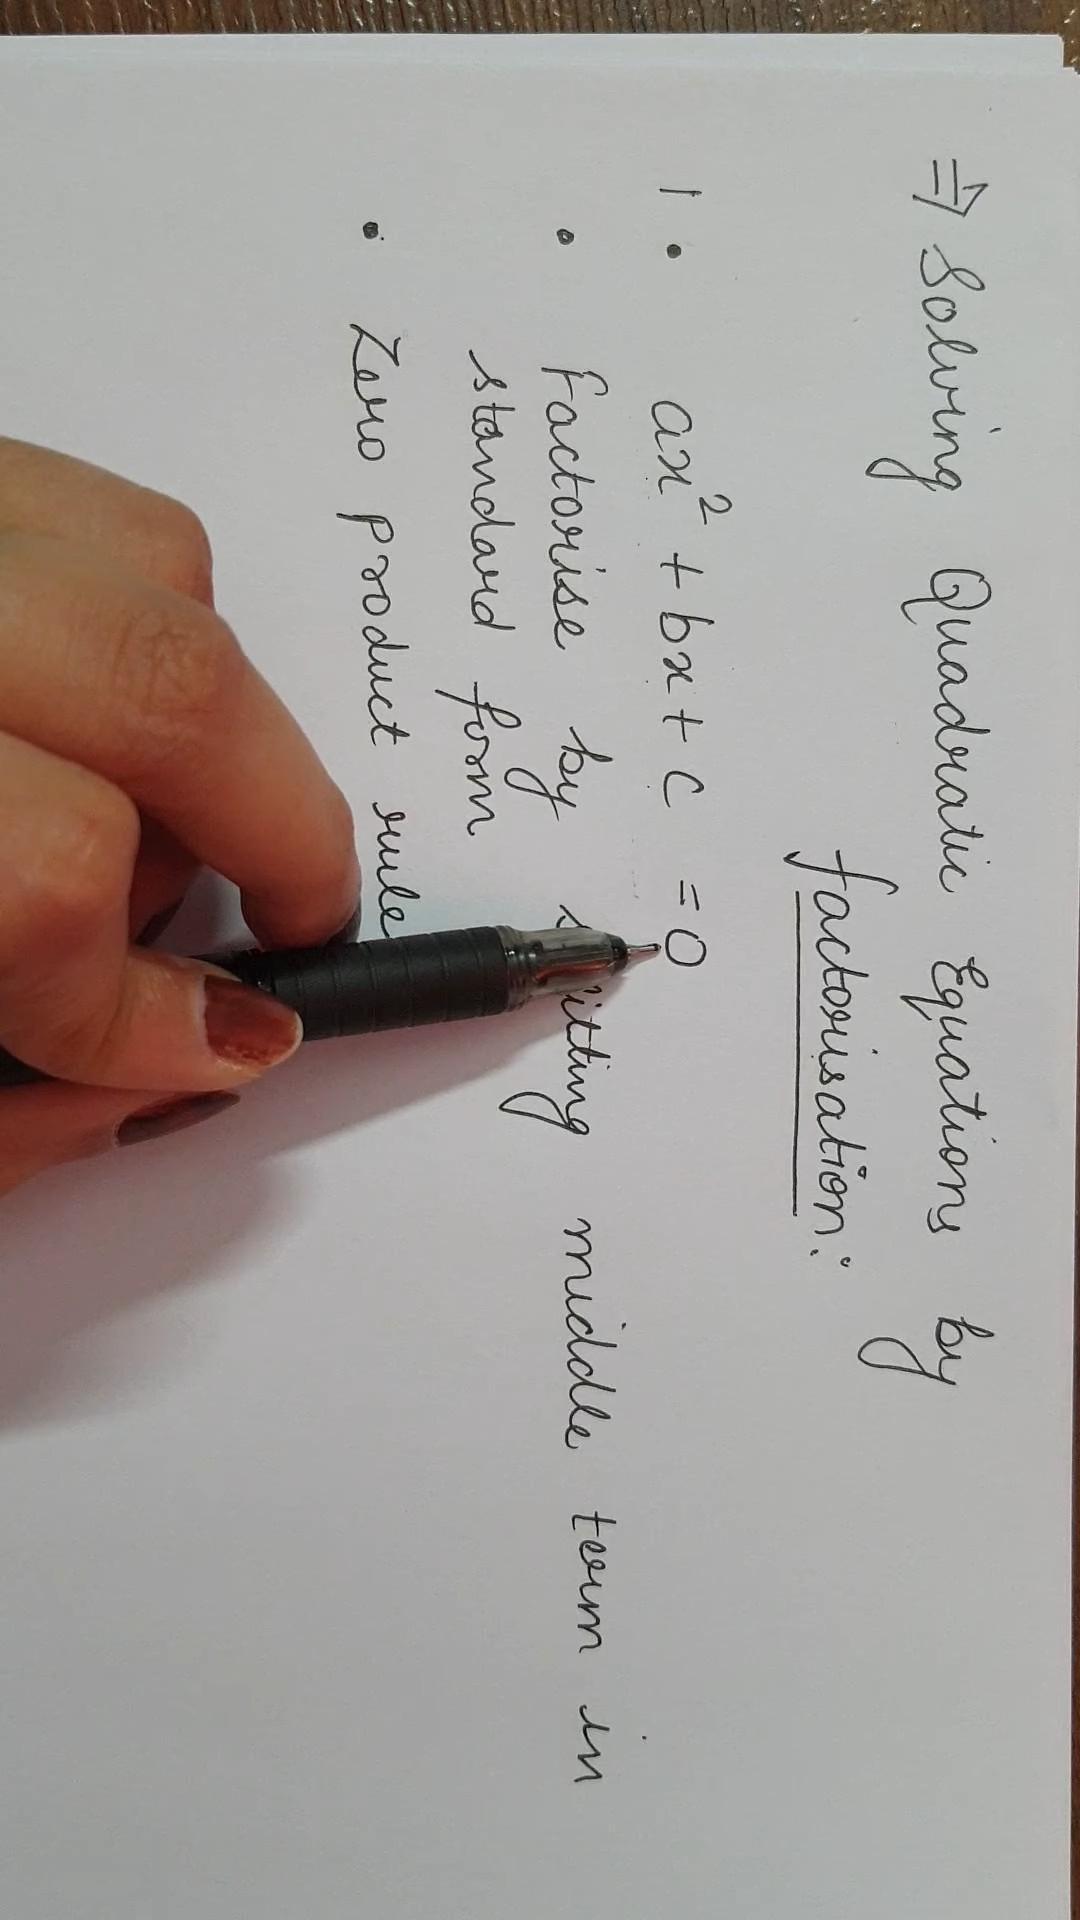 ⇒ Solving Quadratic Equations by
factorisation:
1• ax² + bx + c = 0
• Factorise by middle term in
standard form
• Zero product rule